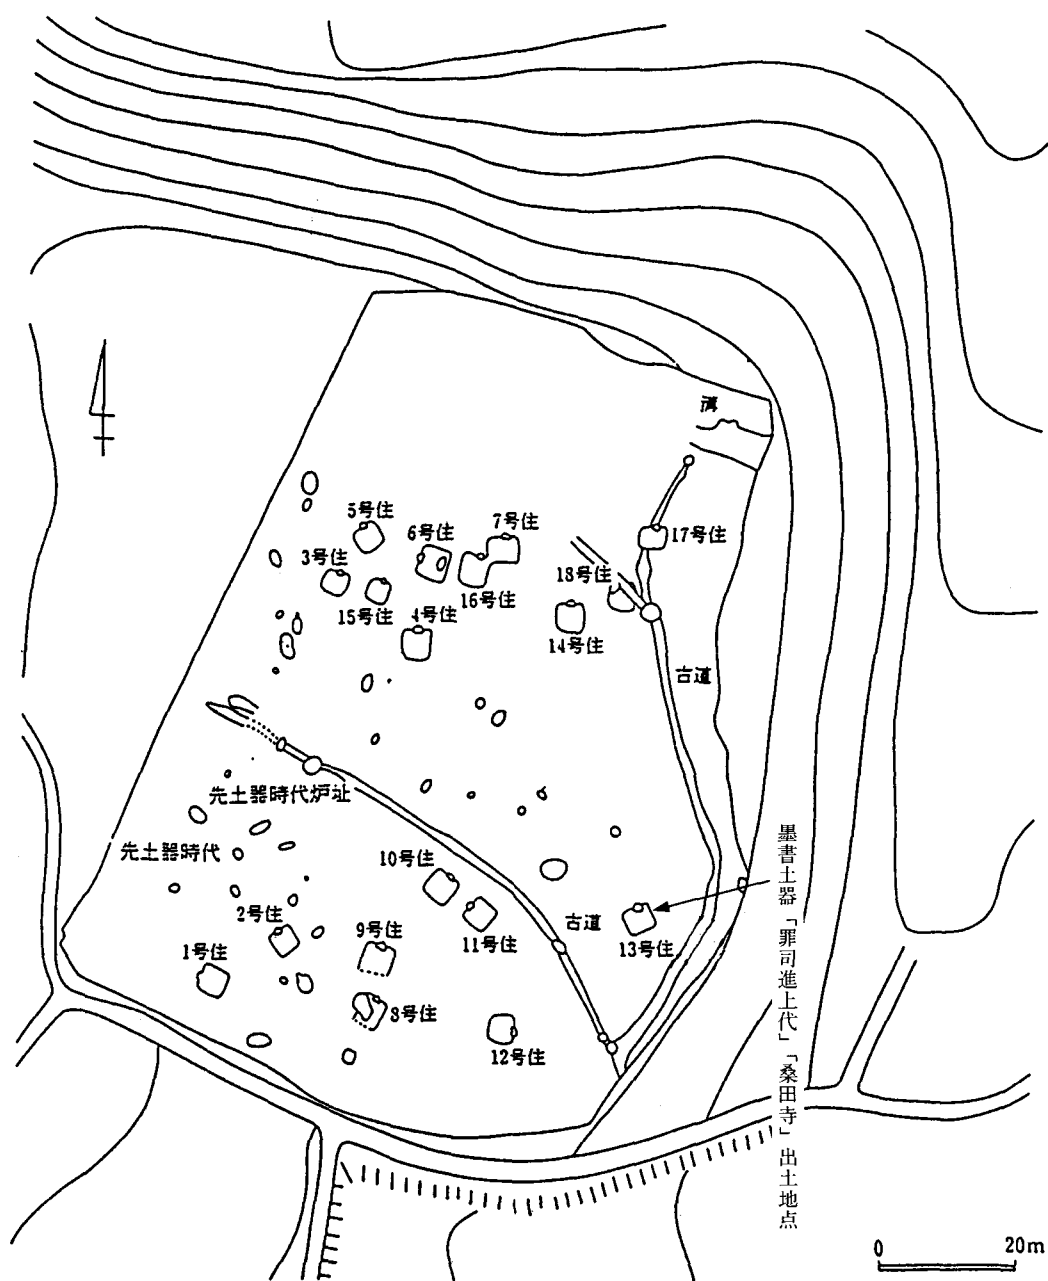 溝
5号住
7号住
6号住
17号住
3号住
18号住
15号住
4号住
16号住
14号住
古道
先土器時代炉址
先土器時代
10号住
2号住
9号住
11号住
古道
13号住
1号住
8号住
12号住
墨書土器「罪司進上代」「桑田寺」出土地点
0 20m